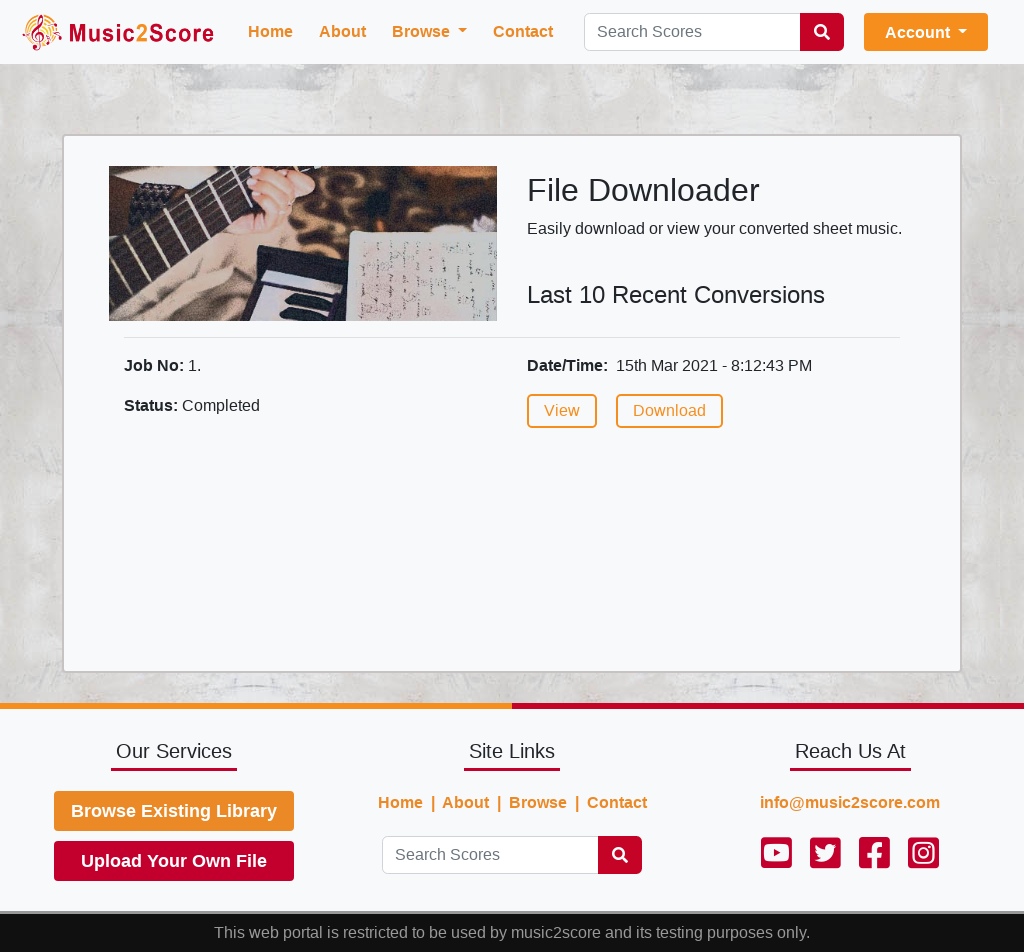 Music2Score
Home
About
Browse
Contact
Search Scores
Account
File Downloader
Easily download or view your converted sheet music.
Last 10 Recent Conversions
Job No: 1.
Date/Time: 15th Mar 2021 - 8:12:43 PM
Status: Completed
View
Download
Our Services
Browse Existing Library
Upload Your Own File
Site Links
Home | About | Browse | Contact
Search Scores
Reach Us At
info@music2score.com
This web portal is restricted to be used by music2score and its testing purposes only.